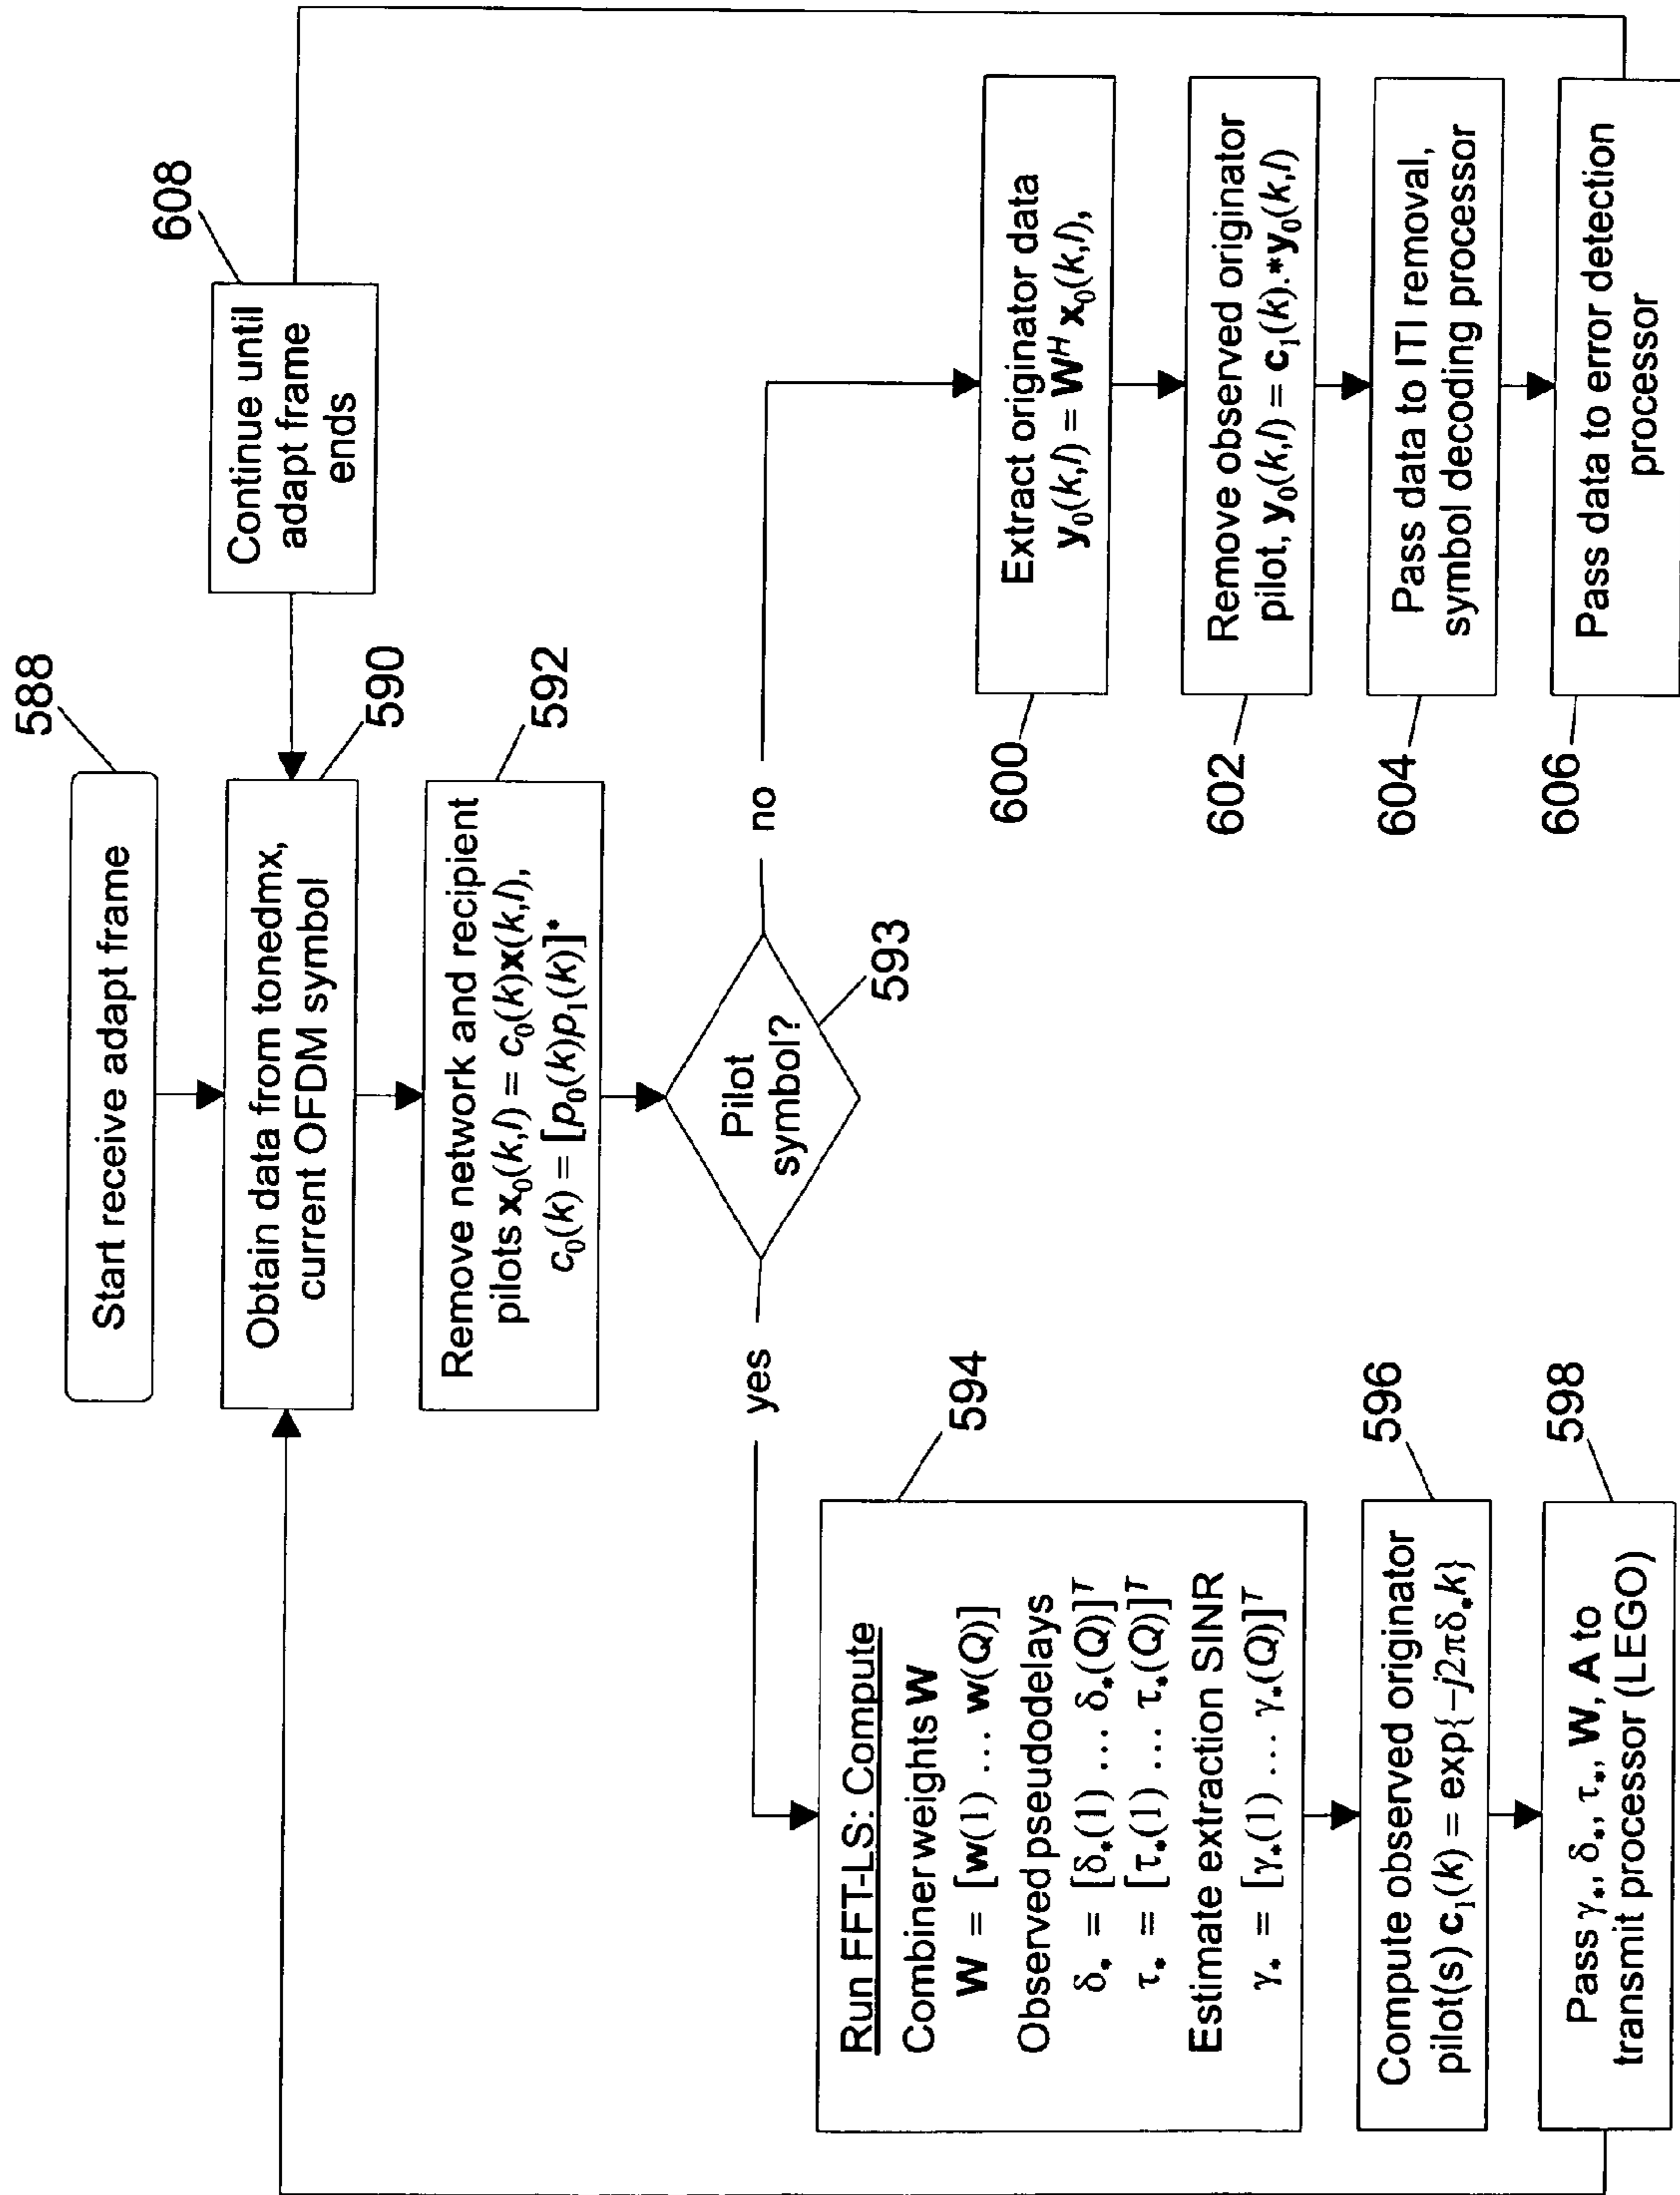 588
Start receive adapt frame
608
Continue until
adapt frame
ends
590
Obtain data from tonedmx,
current OFDM symbol
592
Remove network and recipient
pilots x₀(k,l) = c₀(k)x(k,l),
c₀(k) = [p₀(k)p₁(k)]*
Pilot
symbol?
593
yes
no
594
Run FFT-LS: Compute
Combiner weights W
W = [w(1) ... w(Q)]
Observed pseudodelays
δ* = [δ*(1) ... δ*(Q)]ᵀ
τ* = [τ*(1) ... τ*(Q)]ᵀ
Estimate extraction SINR
γ* = [γ*(1) ... γ*(Q)]ᵀ
596
Compute observed originator
pilot(s) c₁(k) = exp{−j2πδ*k}
598
Pass γ*, δ*, τ*, W, A to
transmit processor (LEGO)
600
Extract originator data
y₀(k,l) = Wᴴ x₀(k,l),
602
Remove observed originator
pilot, y₀(k,l) = c₁(k).*y₀(k,l)
604
Pass data to ITI removal,
symbol decoding processor
606
Pass data to error detection
processor